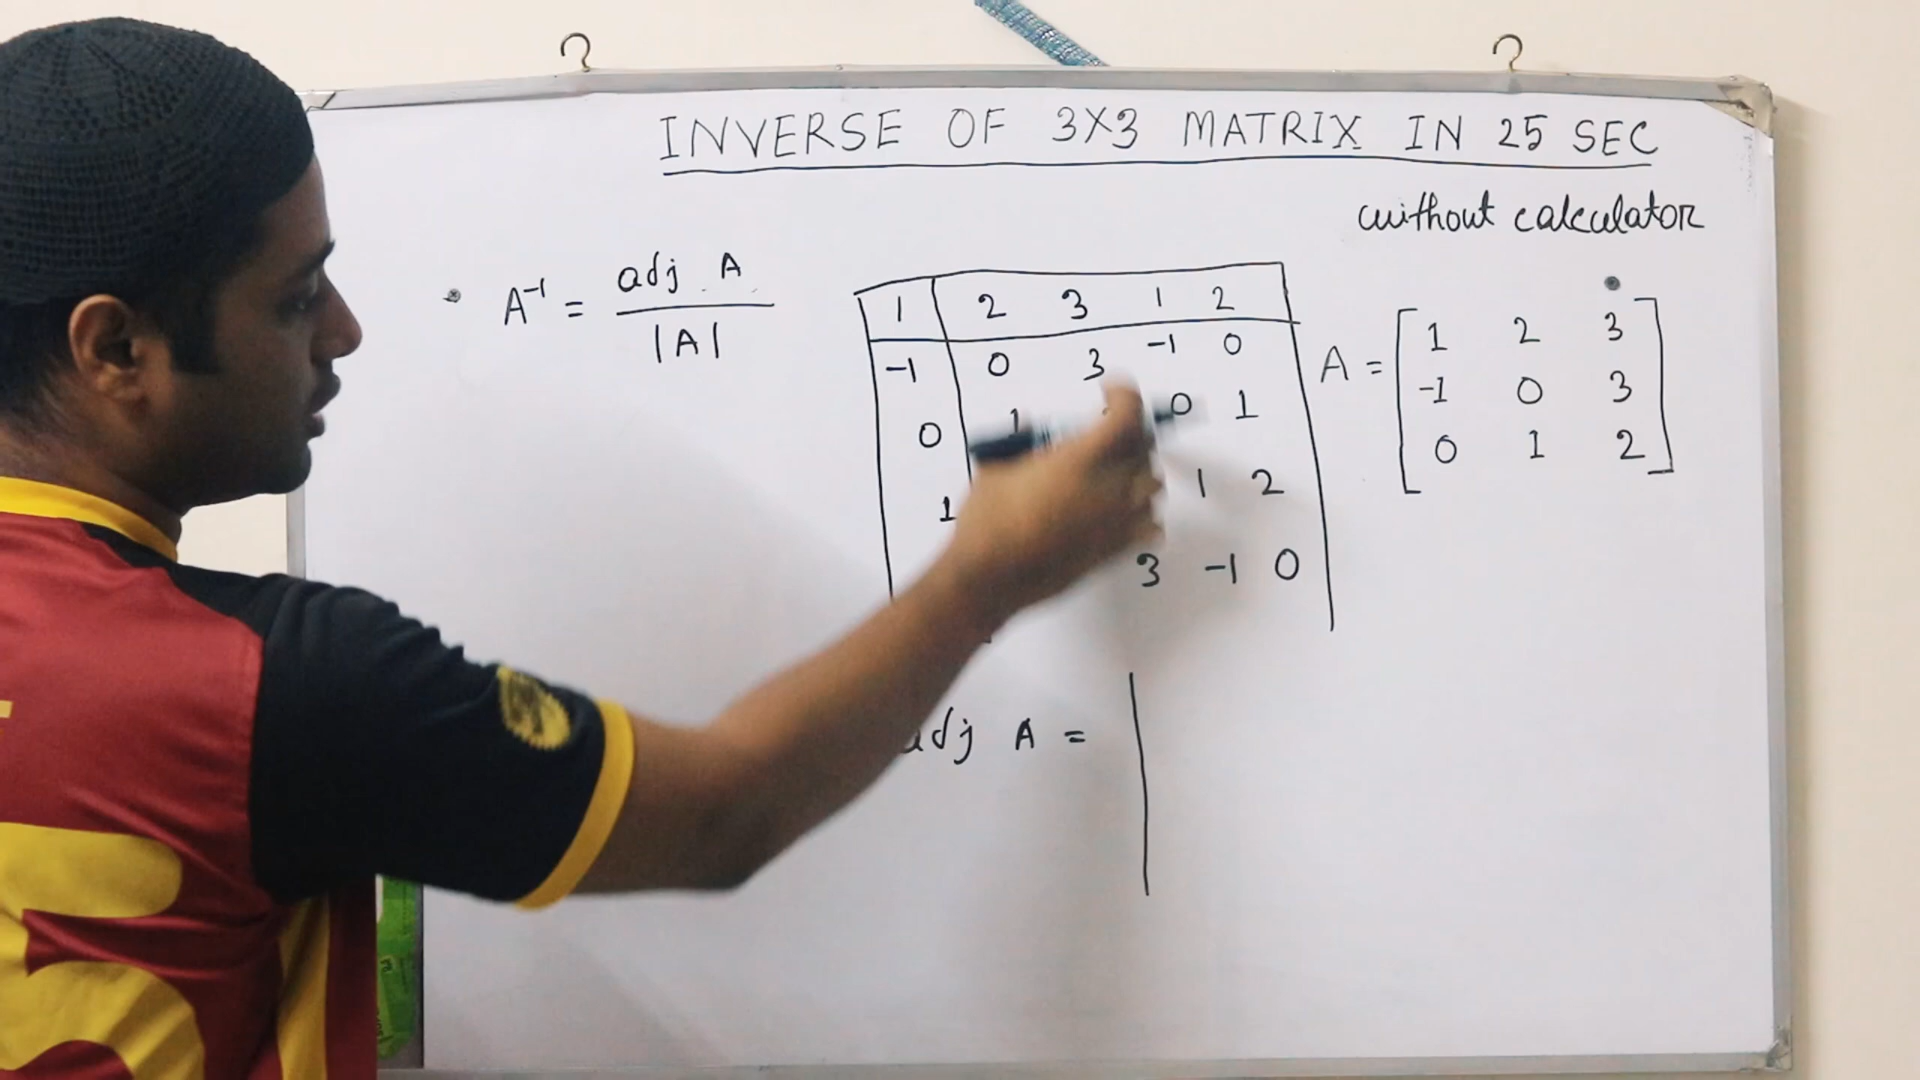 INVERSE OF 3X3 MATRIX IN 25 SEC
without calculator
• A⁻¹ = adj A / |A|
1 2 3 1 2
-1 0 3 -1 0
0 1 0 1
1 1 2
3 -1 0
A = [ 1 2 3
-1 0 3
0 1 2 ]
adj A = |